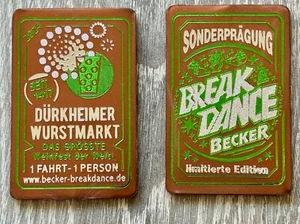 SEIT 1417
DÜRKHEIMER
WURSTMARKT
DAS GRÖSSTE
Weinfest der Welt
1 FAHRT - 1 PERSON
www.becker-breakdance.de
SONDERPRÄGUNG
BREAK
DANCE
BECKER
limitierte Edition